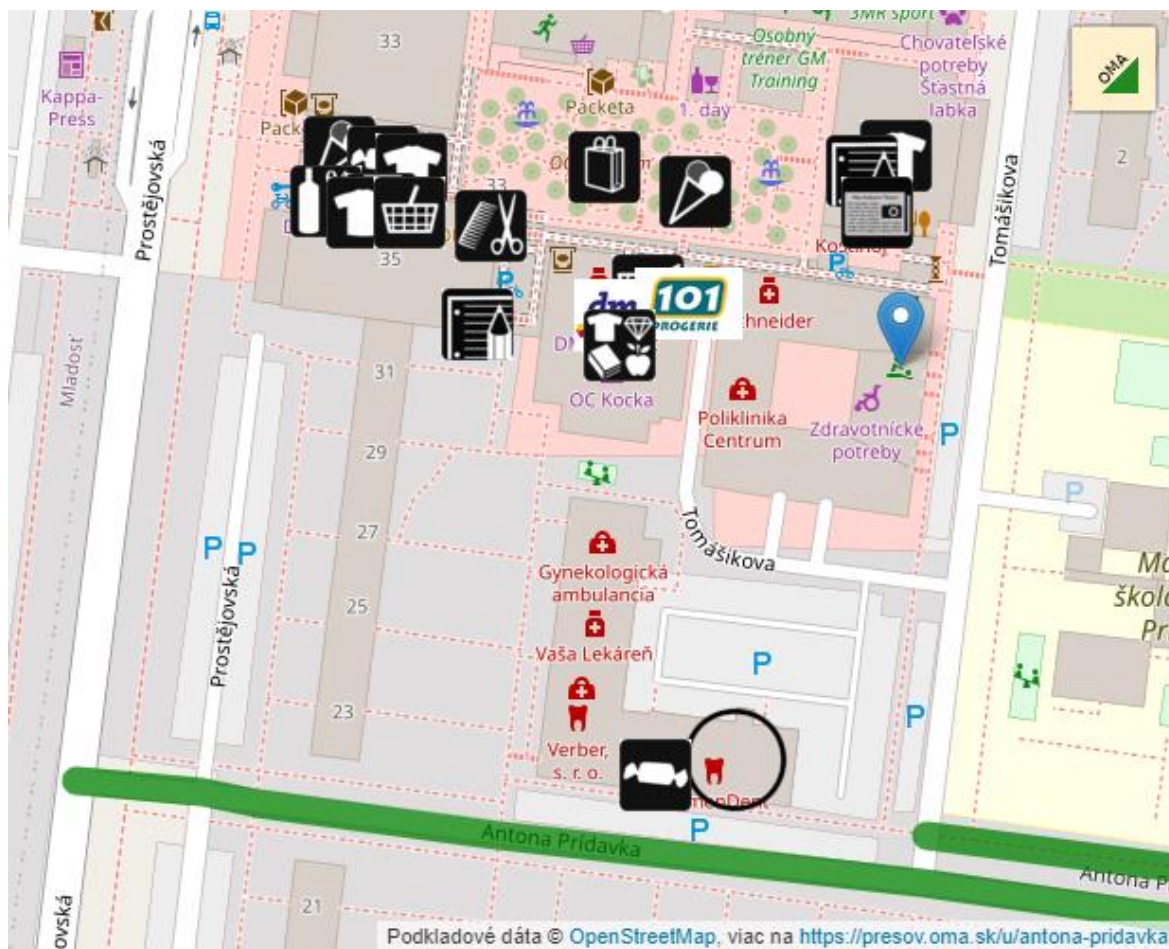 33
3MR sport
Osobný
tréner GM
Training
Chovateľské
potreby
Šťastná
labka
OMA
Kappa-
Press
Packeta
1. day
2
Prostějovská
33
Tomášikova
35
P
P
dm
101
DROGERIE
31
OC Kocka
Poliklinika
Centrum
Zdravotnícke
potreby
P
Mladosť
29
P
27
Tomášikova
P
P
Gynekologická
ambulancia
25
Prostějovská
Vaša Lekáreň
P
23
P
Verber,
s. r. o.
P
Antona Prídavka
Antona P
21
ovská
Podkladové dáta © OpenStreetMap, viac na https://presov.oma.sk/u/antona-pridavka